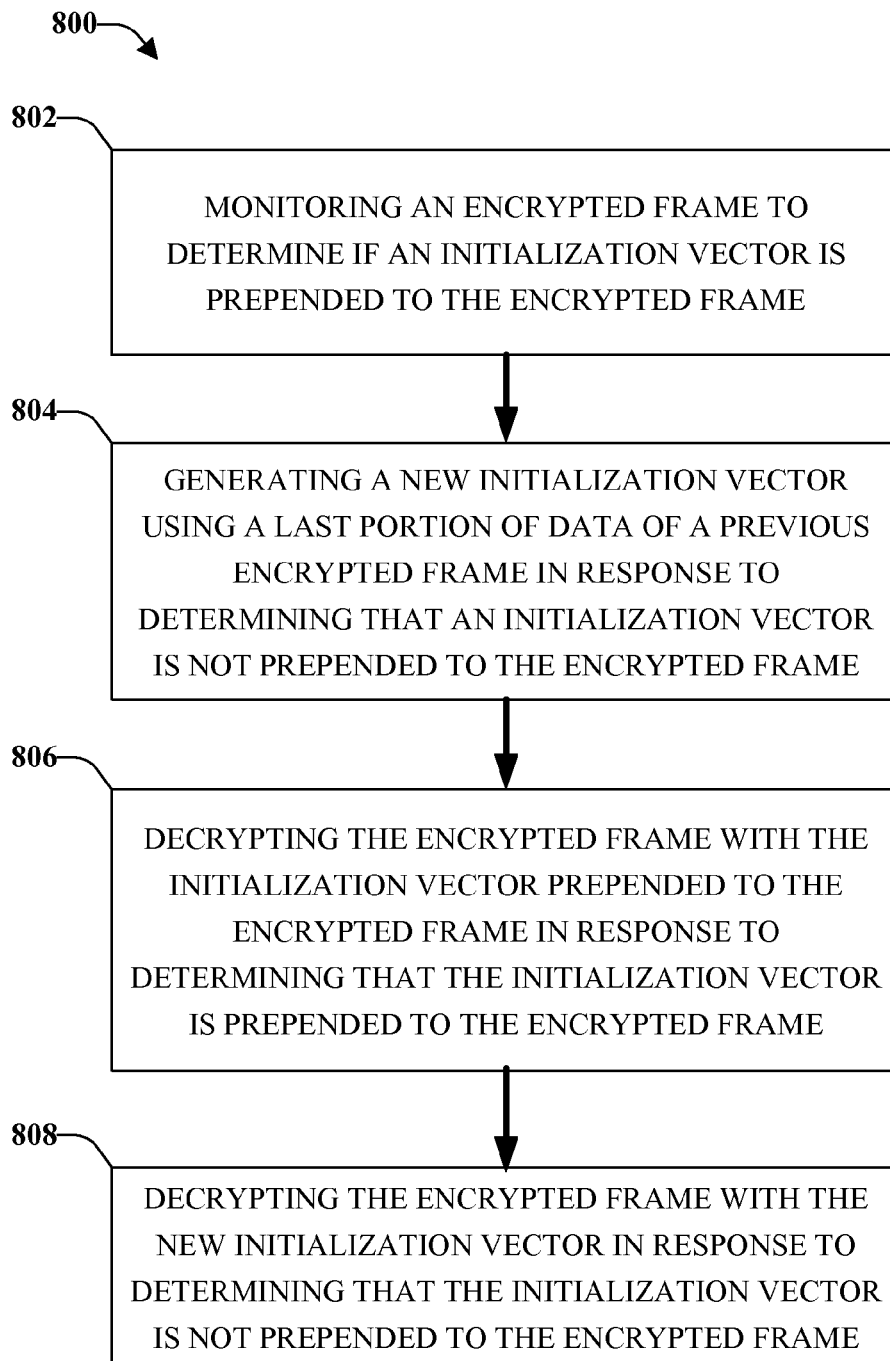 800
802
MONITORING AN ENCRYPTED FRAME TO
DETERMINE IF AN INITIALIZATION VECTOR IS
PREPENDED TO THE ENCRYPTED FRAME
804
GENERATING A NEW INITIALIZATION VECTOR
USING A LAST PORTION OF DATA OF A PREVIOUS
ENCRYPTED FRAME IN RESPONSE TO
DETERMINING THAT AN INITIALIZATION VECTOR
IS NOT PREPENDED TO THE ENCRYPTED FRAME
806
DECRYPTING THE ENCRYPTED FRAME WITH THE
INITIALIZATION VECTOR PREPENDED TO THE
ENCRYPTED FRAME IN RESPONSE TO
DETERMINING THAT THE INITIALIZATION VECTOR
IS PREPENDED TO THE ENCRYPTED FRAME
808
DECRYPTING THE ENCRYPTED FRAME WITH THE
NEW INITIALIZATION VECTOR IN RESPONSE TO
DETERMINING THAT THE INITIALIZATION VECTOR
IS NOT PREPENDED TO THE ENCRYPTED FRAME